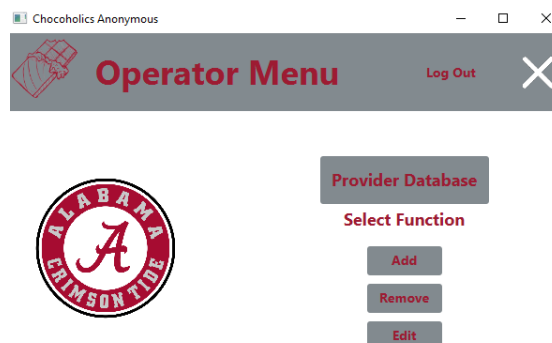 Chocoholics Anonymous
Operator Menu
Log Out
Provider Database
Select Function
ALABAMA
A
CRIMSON TIDE
Add
Remove
Edit